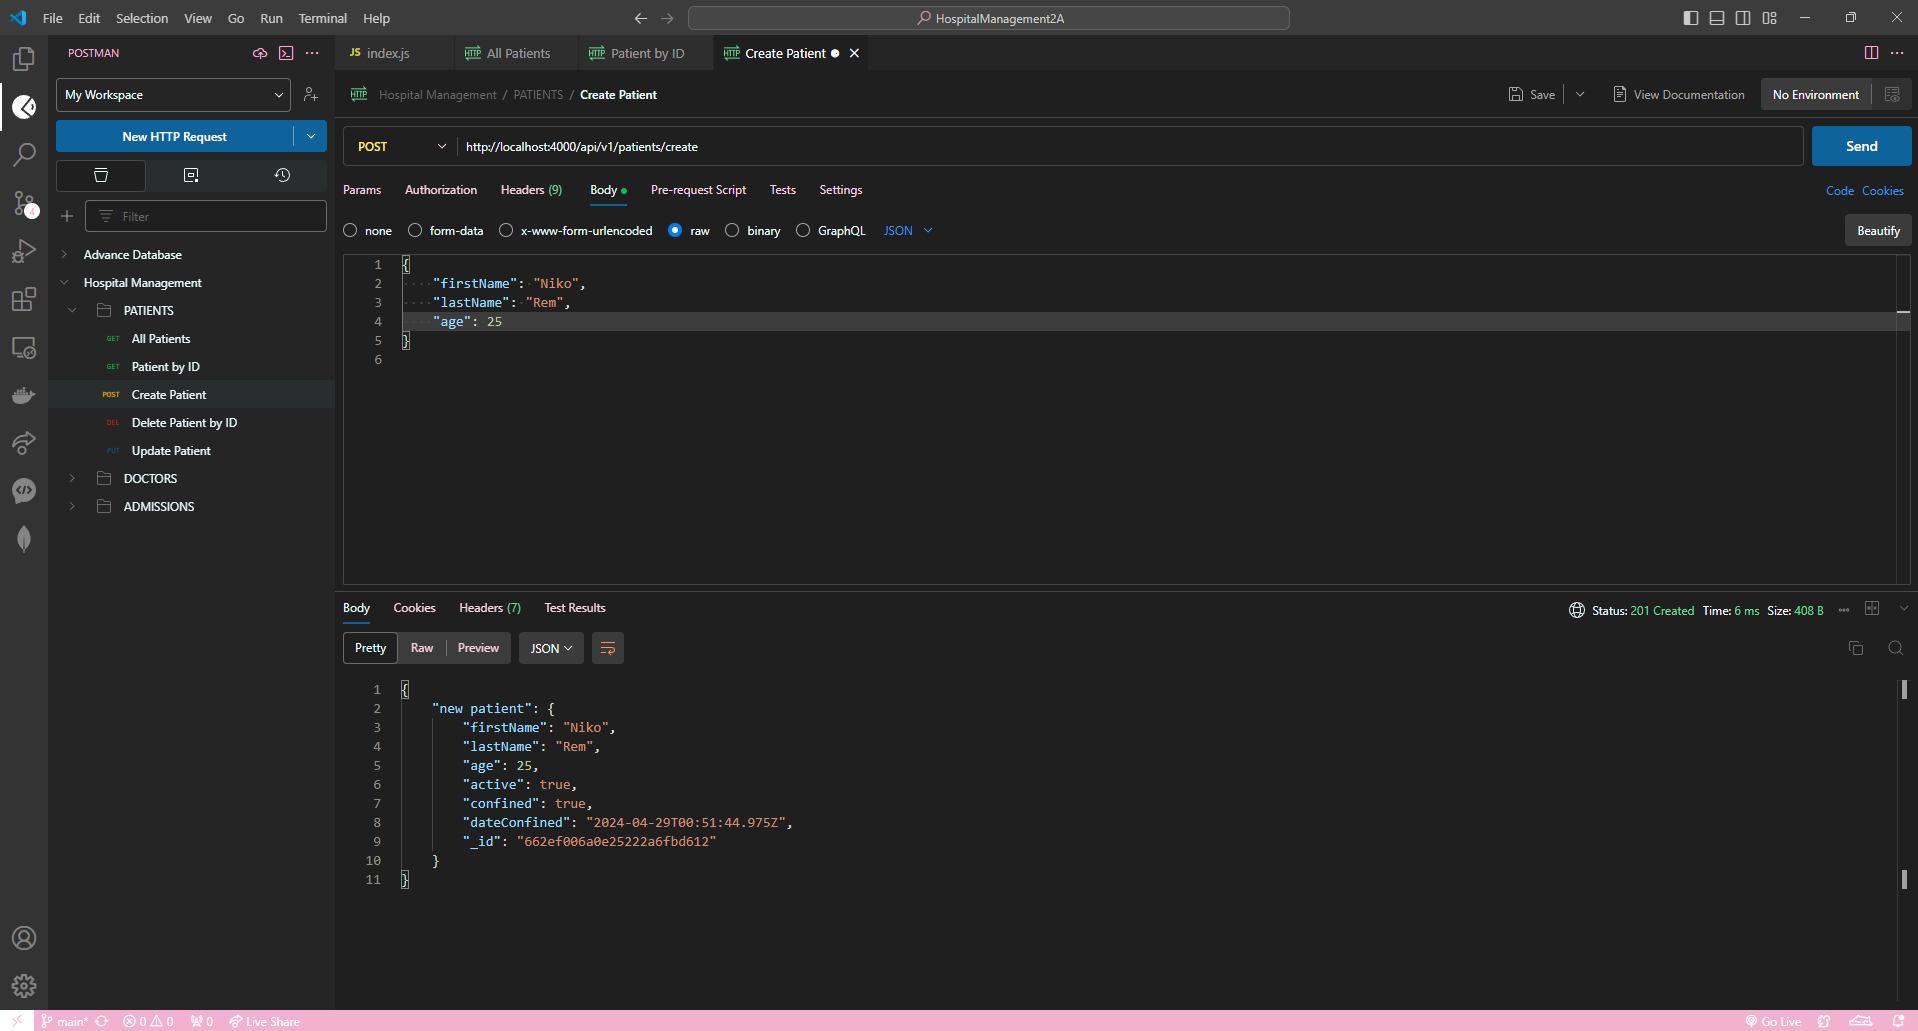 File Edit Selection View Go Run Terminal Help
HospitalManagement2A
POSTMAN
JS index.js
HTTP All Patients
HTTP Patient by ID
HTTP Create Patient
My Workspace
New HTTP Request
Filter
Advance Database
Hospital Management
PATIENTS
GET All Patients
GET Patient by ID
POST Create Patient
DEL Delete Patient by ID
PUT Update Patient
DOCTORS
ADMISSIONS
HTTP Hospital Management / PATIENTS / Create Patient
Save
View Documentation
No Environment
POST http://localhost:4000/api/v1/patients/create
Send
Params Authorization Headers (9) Body Pre-request Script Tests Settings
Code Cookies
none form-data x-www-form-urlencoded raw binary GraphQL JSON
Beautify
1 {
2 "firstName": "Niko",
3 "lastName": "Rem",
4 "age": 25
5 }
6
Body Cookies Headers (7) Test Results
Status: 201 Created Time: 6 ms Size: 408 B
Pretty Raw Preview JSON
1 {
2 "new patient": {
3 "firstName": "Niko",
4 "lastName": "Rem",
5 "age": 25,
6 "active": true,
7 "confined": true,
8 "dateConfined": "2024-04-29T00:51:44.975Z",
9 "_id": "662ef006a0e25222a6fbd612"
10 }
11 }
4
main* 0 0 0 Live Share
Go Live